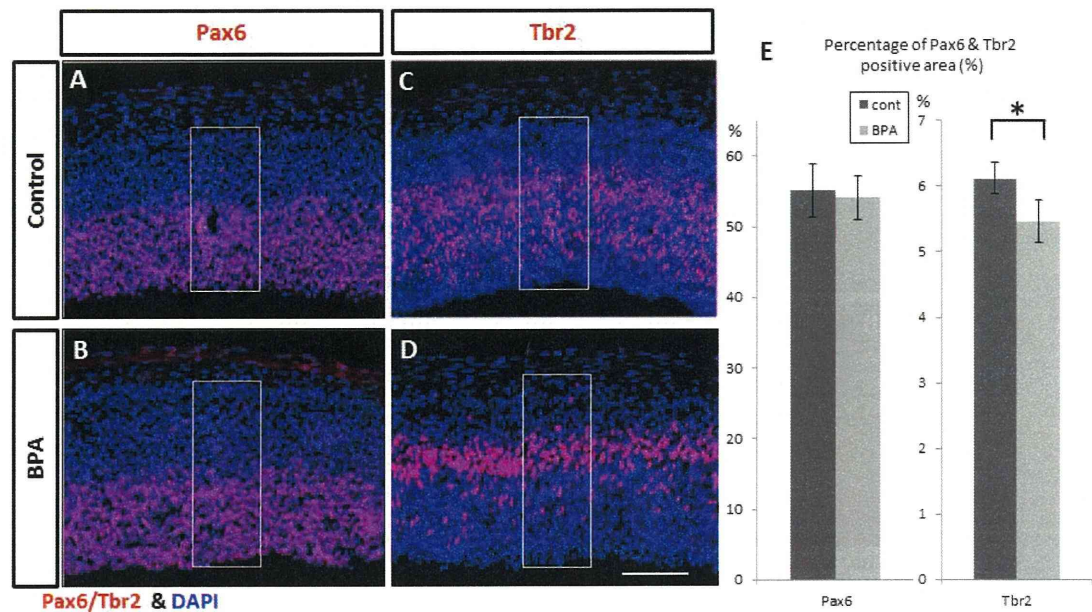 Pax6
Tbr2
Control
BPA
A
B
C
D
Pax6/Tbr2 & DAPI
E
Percentage of Pax6 & Tbr2
positive area (%)
cont
BPA
%
60
50
40
30
20
10
0
Pax6
%
7
6
5
4
3
2
1
0
*
Tbr2